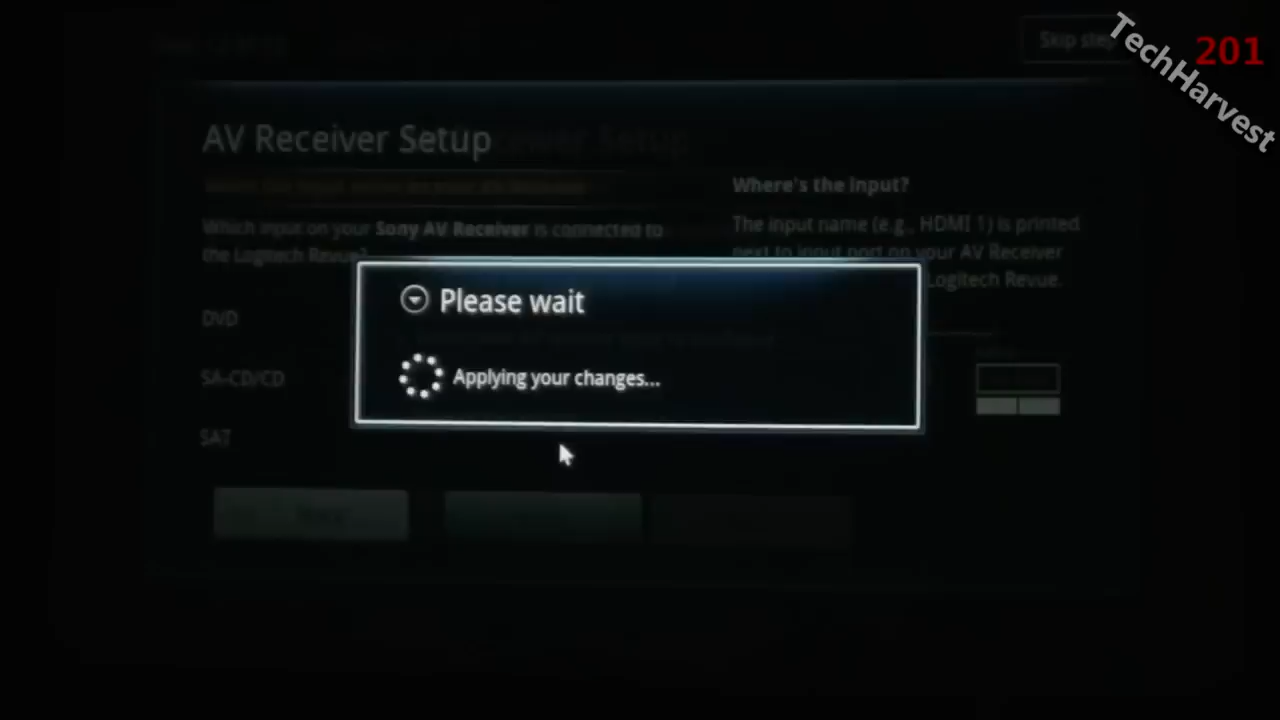 Skip step
TechHarvest
201
AV Receiver Setup
Where's the input?
Which input on your Sony AV Receiver is connected to
the Logitech Revue?
The input name (e.g., HDMI 1) is printed
next to input port on your AV Receiver
Logitech Revue.
Please wait
DVD
Applying your changes...
SA-CD/CD
SAT